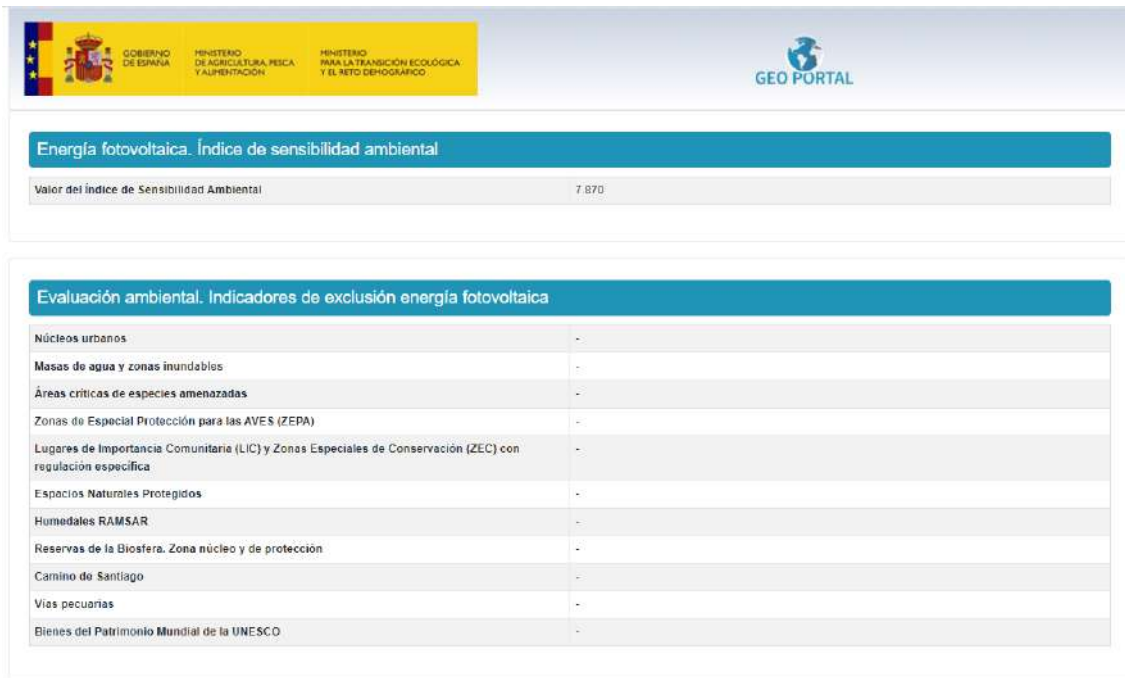 GOBIERNO
DE ESPAÑA
MINISTERIO
DE AGRICULTURA, PESCA
Y ALIMENTACIÓN
MINISTERIO
PARA LA TRANSICIÓN ECOLÓGICA
Y EL RETO DEMOGRÁFICO
GEO PORTAL
Energía fotovoltaica. Índice de sensibilidad ambiental
Valor del Índice de Sensibilidad Ambiental 7.870
Evaluación ambiental. Indicadores de exclusión energía fotovoltaica
Núcleos urbanos -
Masas de agua y zonas inundables -
Áreas críticas de especies amenazadas -
Zonas de Especial Protección para las AVES (ZEPA) -
Lugares de Importancia Comunitaria (LIC) y Zonas Especiales de Conservación (ZEC) con -
regulación específica
Espacios Naturales Protegidos -
Humedales RAMSAR -
Reservas de la Biosfera. Zona núcleo y de protección -
Camino de Santiago -
Vías pecuarias -
Bienes del Patrimonio Mundial de la UNESCO -